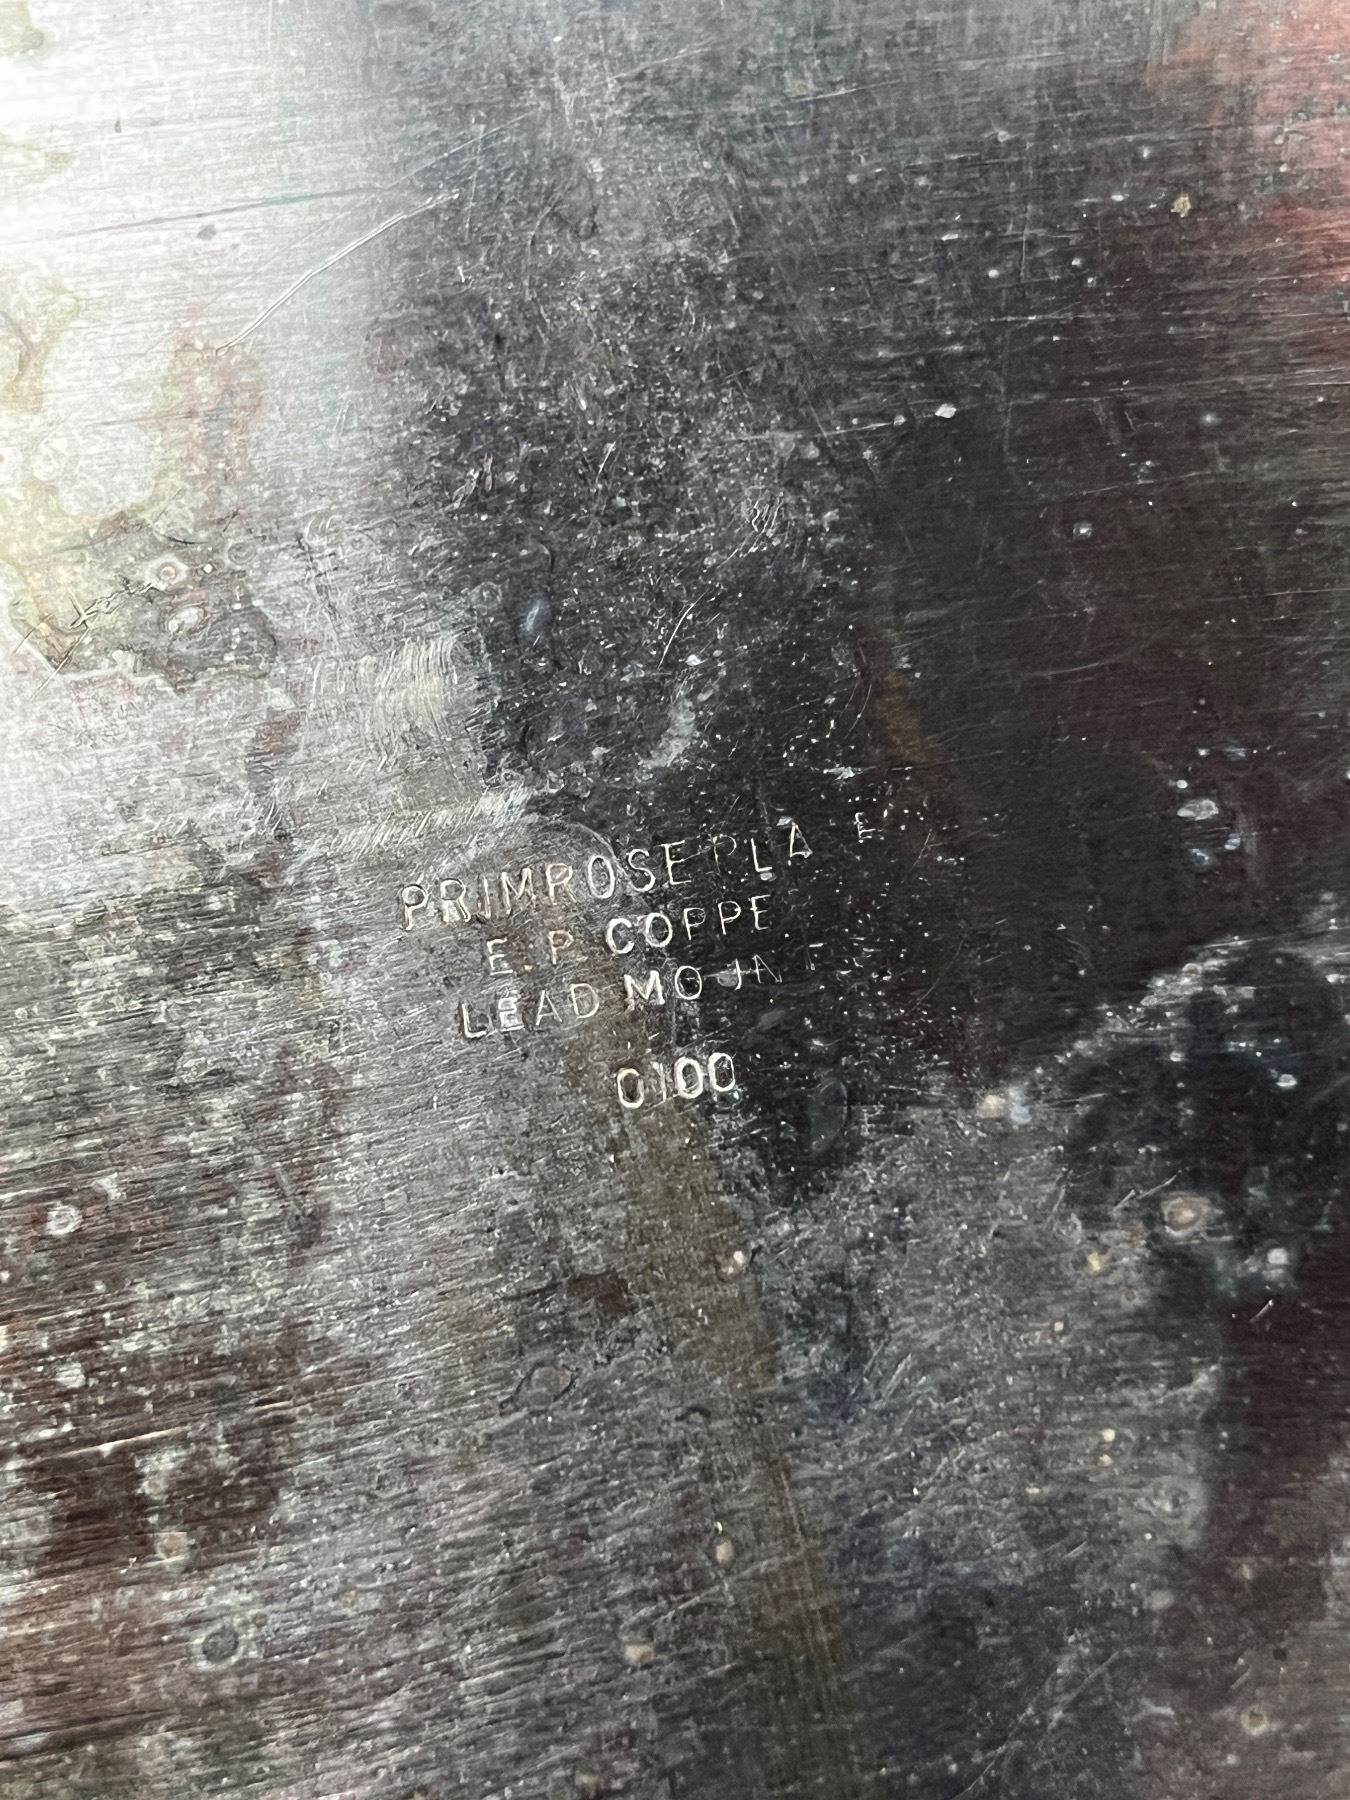 PRIMROSE PLA E
E.P. COPPE
LEAD MO
0100